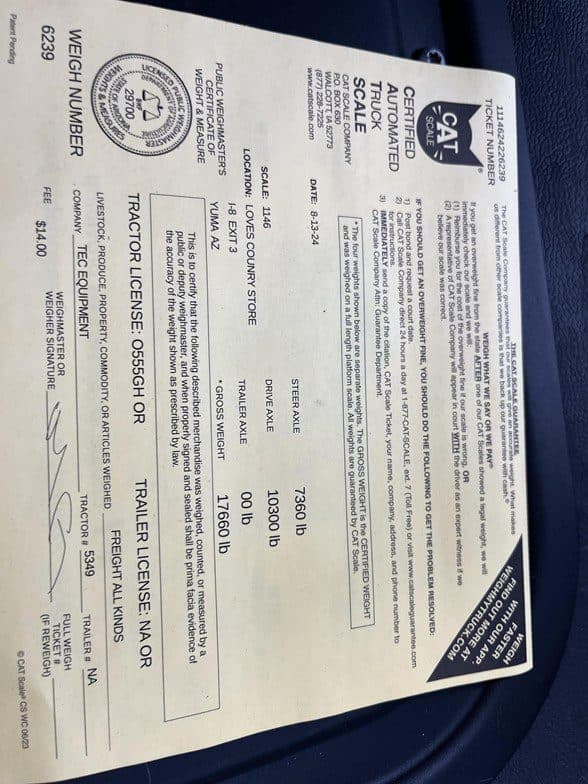 1114624226239
TICKET NUMBER
CAT
SCALE
®
CERTIFIED
AUTOMATED
TRUCK
SCALE
CAT SCALE COMPANY
P.O. BOX 630
WALCOTT, IA 52773
(877) 228-7225
www.catscale.com
THE CAT SCALE GUARANTEE
The CAT Scale Company guarantees that our scales will give an accurate weight. What makes
us different from other scale companies is that we back up our guarantee with cash.®
WEIGH WHAT WE SAY OR WE PAY®
If you get an overweight fine from the state AFTER one of our CAT Scales showed a legal weight, we will
immediately check our scale and we will:
(1) Reimburse you for the cost of the overweight fine if our scale is wrong, OR
(2) A representative of CAT Scale Company will appear in court WITH the driver as an expert witness if we
believe our scale was correct.
WEIGH
FASTER
WITH OUR APP
FIND OUT MORE AT
WEIGHMYTRUCK.COM
IF YOU SHOULD GET AN OVERWEIGHT FINE, YOU SHOULD DO THE FOLLOWING TO GET THE PROBLEM RESOLVED:
1) Post bond and request a court date.
2) Call CAT Scale Company direct 24 hours a day at 1-877-CAT-SCALE, ext. 7 (Toll Free) or visit www.catscaleguarantee.com
for instructions.
3) IMMEDIATELY send a copy of the citation, CAT Scale Ticket, your name, company, address, and phone number to
CAT Scale Company Attn: Guarantee Department.
* The four weights shown below are separate weights. The GROSS WEIGHT is the CERTIFIED WEIGHT
and was weighed on a full length platform scale. All weights are guaranteed by CAT Scale.
DATE: 8-13-24
STEER AXLE 7360 lb
SCALE: 1146
DRIVE AXLE 10300 lb
LOCATION: LOVES COUNRY STORE
TRAILER AXLE 00 lb
I-8 EXIT 3
* GROSS WEIGHT 17660 lb
YUMA AZ
PUBLIC WEIGHMASTER'S
CERTIFICATE OF
WEIGHT & MEASURE
This is to certify that the following described merchandise was weighed, counted, or measured by a
public or deputy weighmaster, and when properly signed and sealed shall be prima facia evidence of
the accuracy of the weight shown as prescribed by law.
LICENSED PUBLIC WEIGHMASTER
29700
TRACTOR LICENSE: O555GH OR
TRAILER LICENSE: NA OR
LIVESTOCK, PRODUCE, PROPERTY, COMMODITY, OR ARTICLES WEIGHED
FREIGHT ALL KINDS
COMPANY TEC EQUIPMENT
TRACTOR # 5349
TRAILER # NA
WEIGH NUMBER
6239
FEE $14.00
WEIGHMASTER OR
WEIGHER SIGNATURE
FULL WEIGH
TICKET #
(IF REWEIGH)
Patent Pending
© CAT Scale® CS WC 06/23